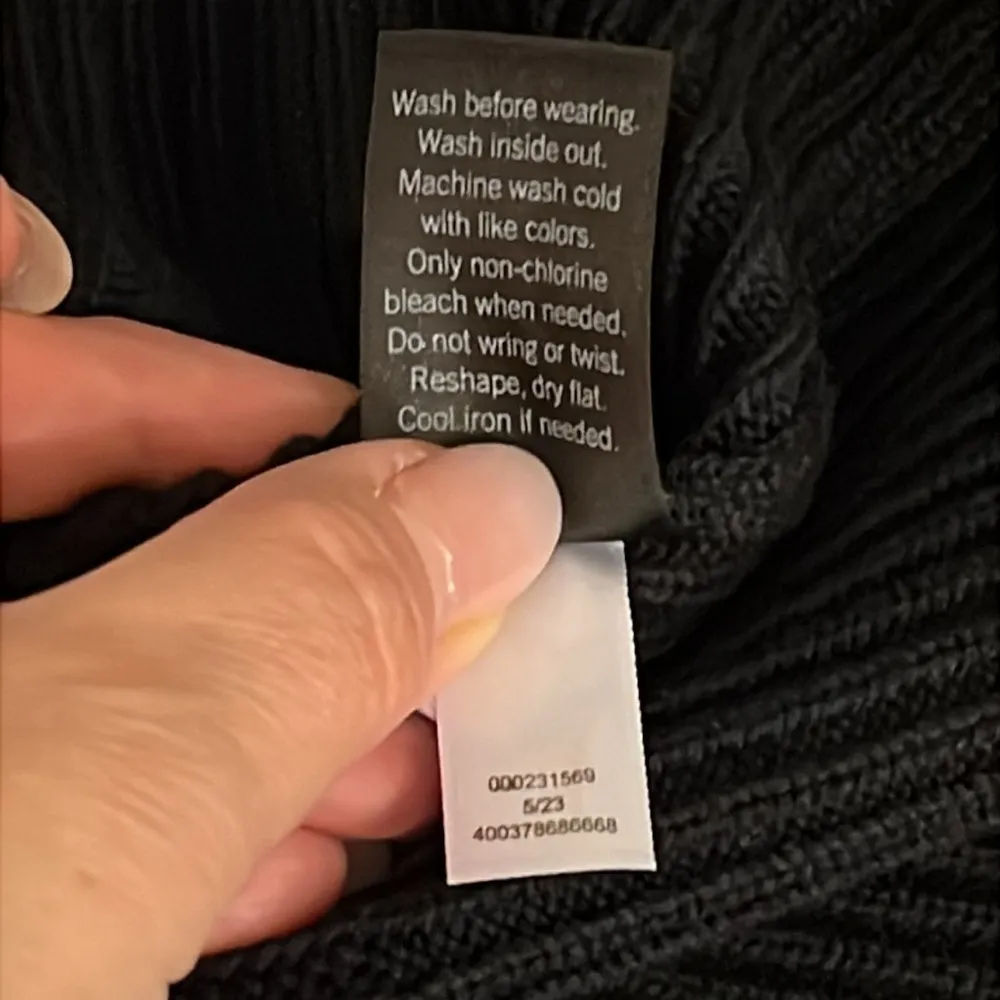 Wash before wearing.
Wash inside out.
Machine wash cold
with like colors.
Only non-chlorine
bleach when needed.
Do not wring or twist.
Reshape, dry flat.
Cool iron if needed.
000231569
5/23
400378686668